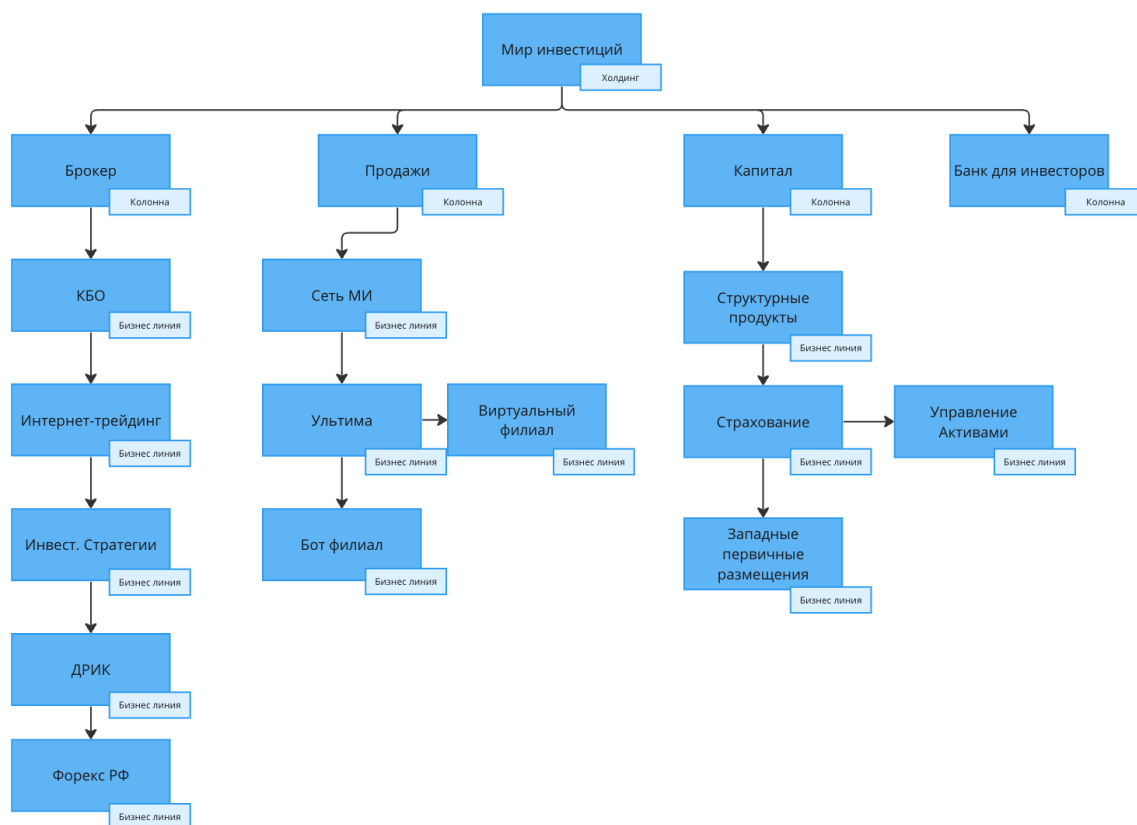 Мир инвестиций
Холдинг
Брокер
Колонна
Продажи
Колонна
Капитал
Колонна
Банк для инвесторов
Колонна
КБО
Бизнес линия
Сеть МИ
Бизнес линия
Структурные
продукты
Бизнес линия
Интернет-трейдинг
Бизнес линия
Ультима
Бизнес линия
Виртуальный
филиал
Бизнес линия
Страхование
Бизнес линия
Управление
Активами
Бизнес линия
Инвест. Стратегии
Бизнес линия
Бот филиал
Бизнес линия
Западные
первичные
размещения
Бизнес линия
ДРИК
Бизнес линия
Форекс РФ
Бизнес линия